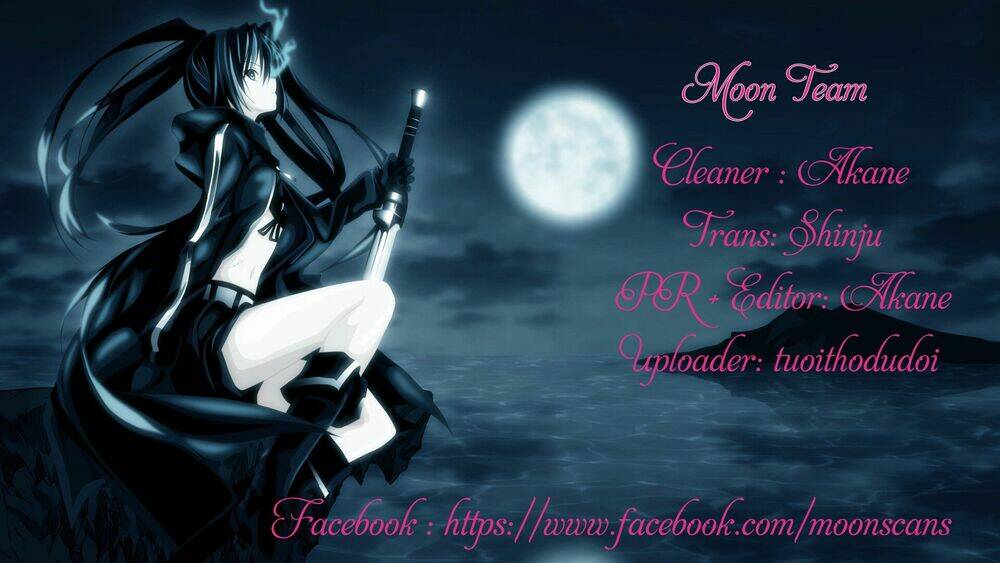 Moon Team
Cleaner : Akane
Trans: Shinju
PR + Editor: Akane
Uploader: tuoithodudoi
Facebook : https://www.facebook.com/moonscans